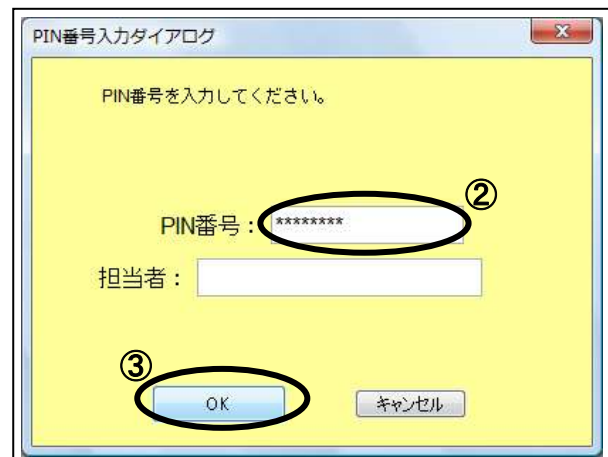 PIN番号入力ダイアログ
PIN番号を入力してください。
②
PIN番号： ********
担当者：
③
OK キャンセル